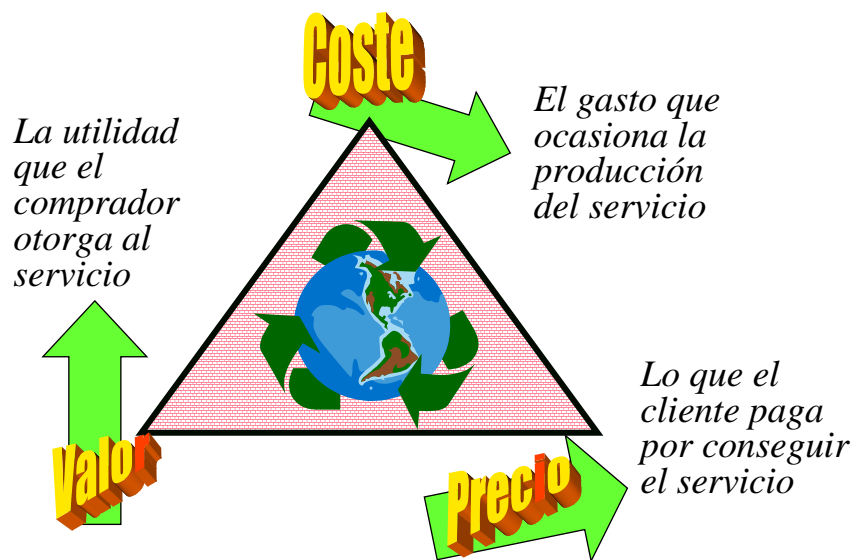 Coste
El gasto que
ocasiona la
producción
del servicio
La utilidad
que el
comprador
otorga al
servicio
Valor
Precio
Lo que el
cliente paga
por conseguir
el servicio